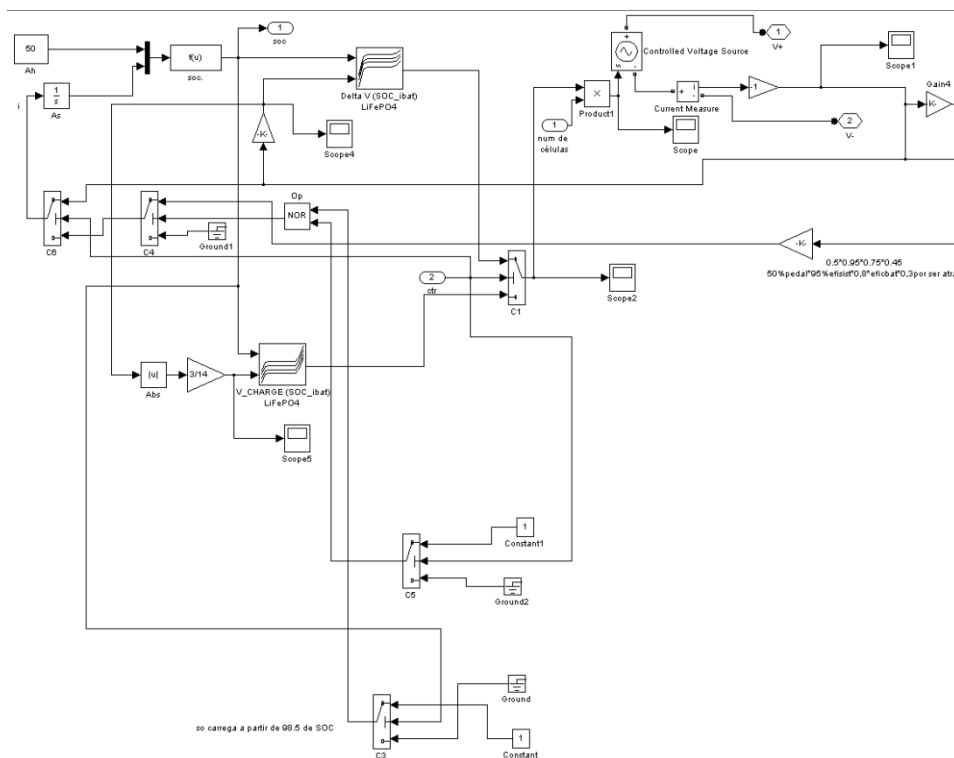 50
Ah
f(u)
soc.
1
soc
i
1
s
As
Delta V (SOC_ibat)
LiFePO4
-K-
Scope4
num de
células
×
Product1
Scope
s
+
-
Controlled Voltage Source
+
-
i
Current Measure
-1
1
V+
Scope1
2
V-
Gain4
K-
C6
C4
Ground1
Op
NOR
2
ctr
C1
Scope2
-K-
0.5*0.95*0.75*0.45
50%pedal*95%efisist*0,8*eficbat*0,3por ser atra
|u|
Abs
3/14
V_CHARGE (SOC_ibat)
LiFePO4
Scope5
1
Constant1
C5
Ground2
Ground
so carrega a partir de 98.5 de SOC
C3
1
Constant